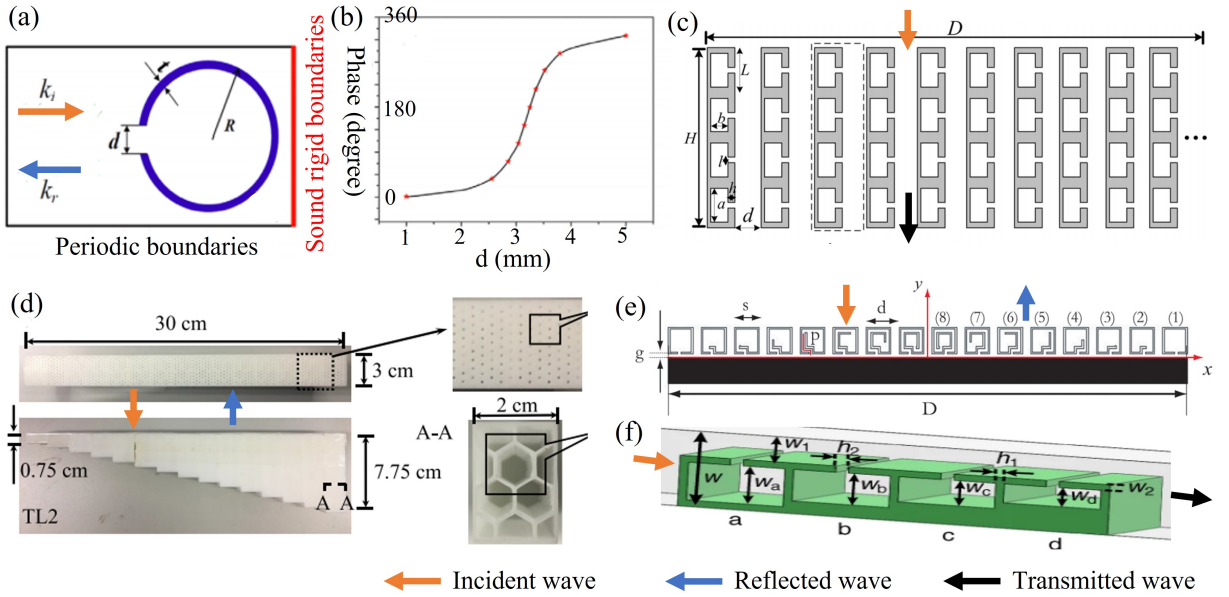 (a)
t
k_i
d
R
k_r
Sound rigid boundaries
Periodic boundaries
(b)
Phase (degree)
360
180
0
1 2 3 4 5
d (mm)
(c)
D
L
H
b
l
h
a
d
...
(d)
30 cm
3 cm
0.75 cm
7.75 cm
A A
TL2
2 cm
A-A
(e)
y
s
p
d
(8) (7) (6) (5) (4) (3) (2) (1)
g
x
D
(f)
w
w_1
h_2
h_1
w_a
w_b
w_c
w_d
w_2
a
b
c
d
Incident wave
Reflected wave
Transmitted wave